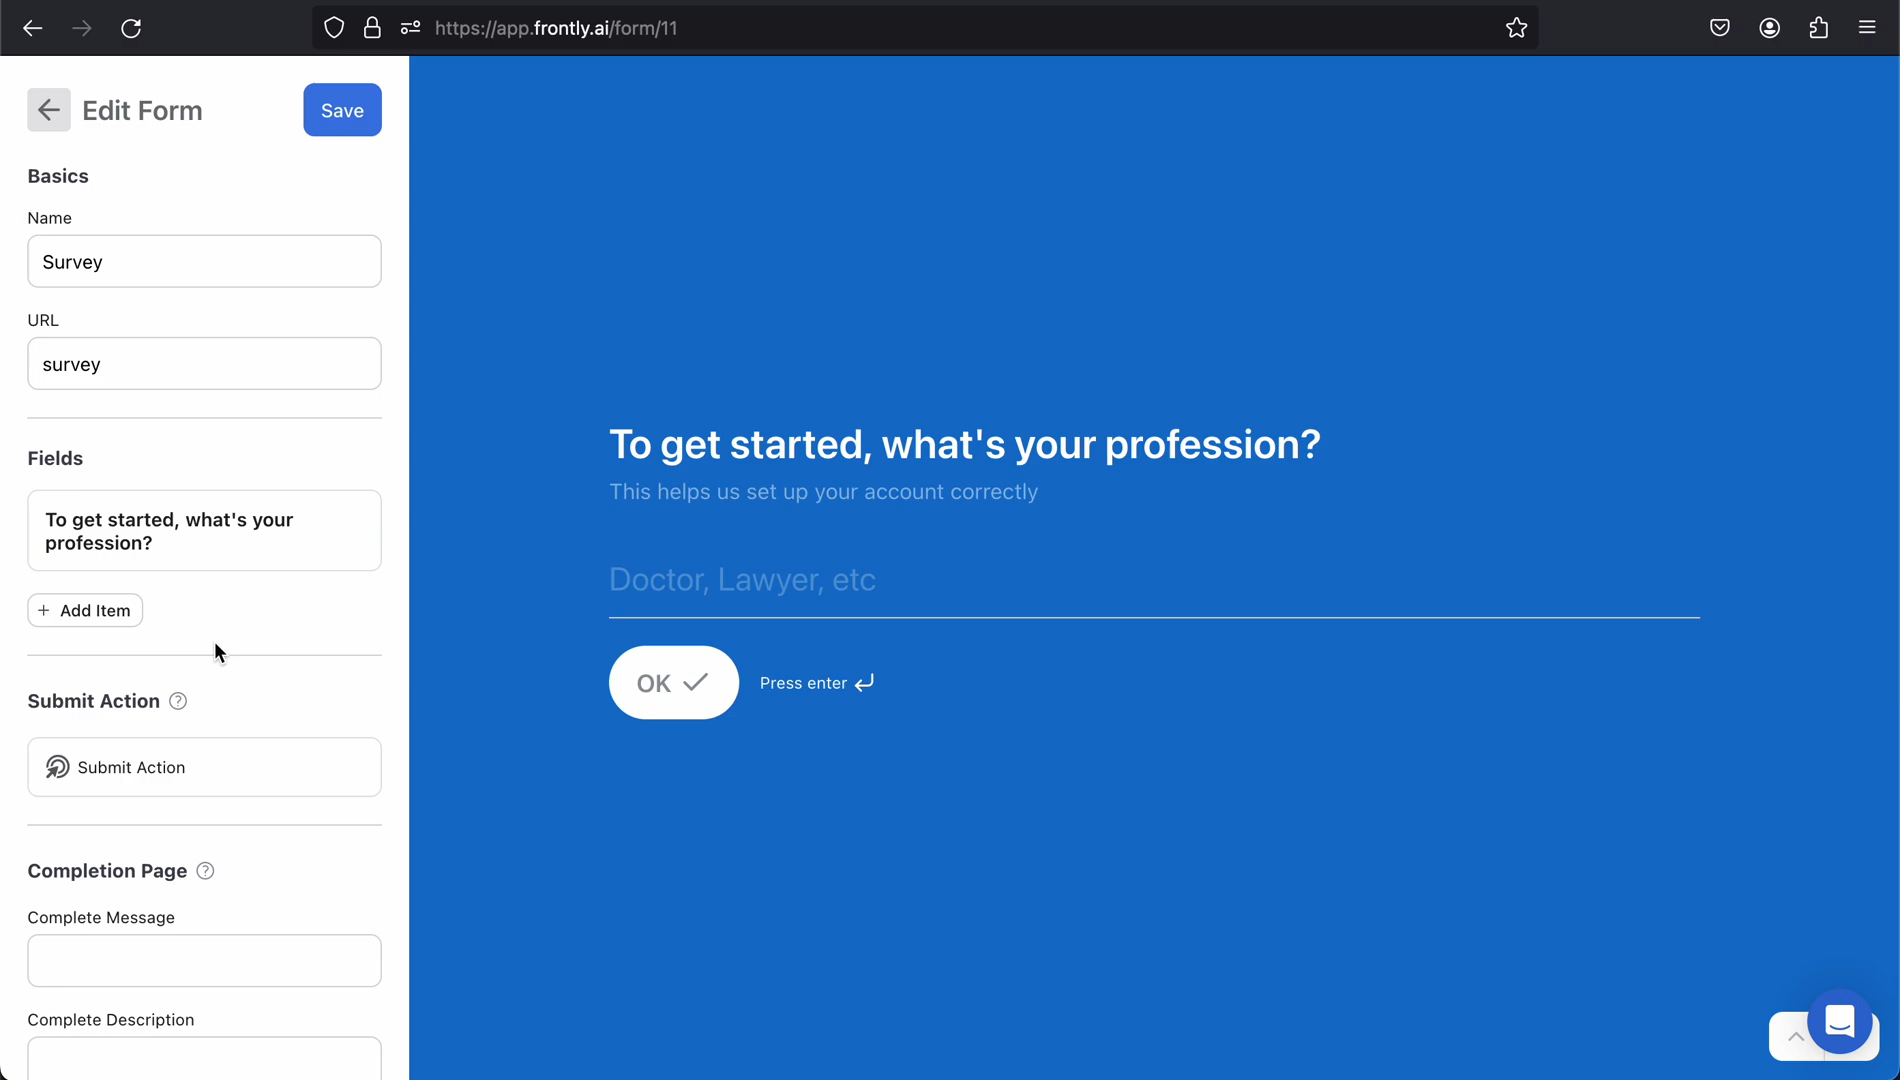 https://app.frontly.ai/form/11
Edit Form
Save
Basics
Name
Survey
URL
survey
Fields
To get started, what's your
profession?
+ Add Item
Submit Action ?
Submit Action
Completion Page ?
Complete Message
Complete Description
To get started, what's your profession?
This helps us set up your account correctly
Doctor, Lawyer, etc
OK
Press enter